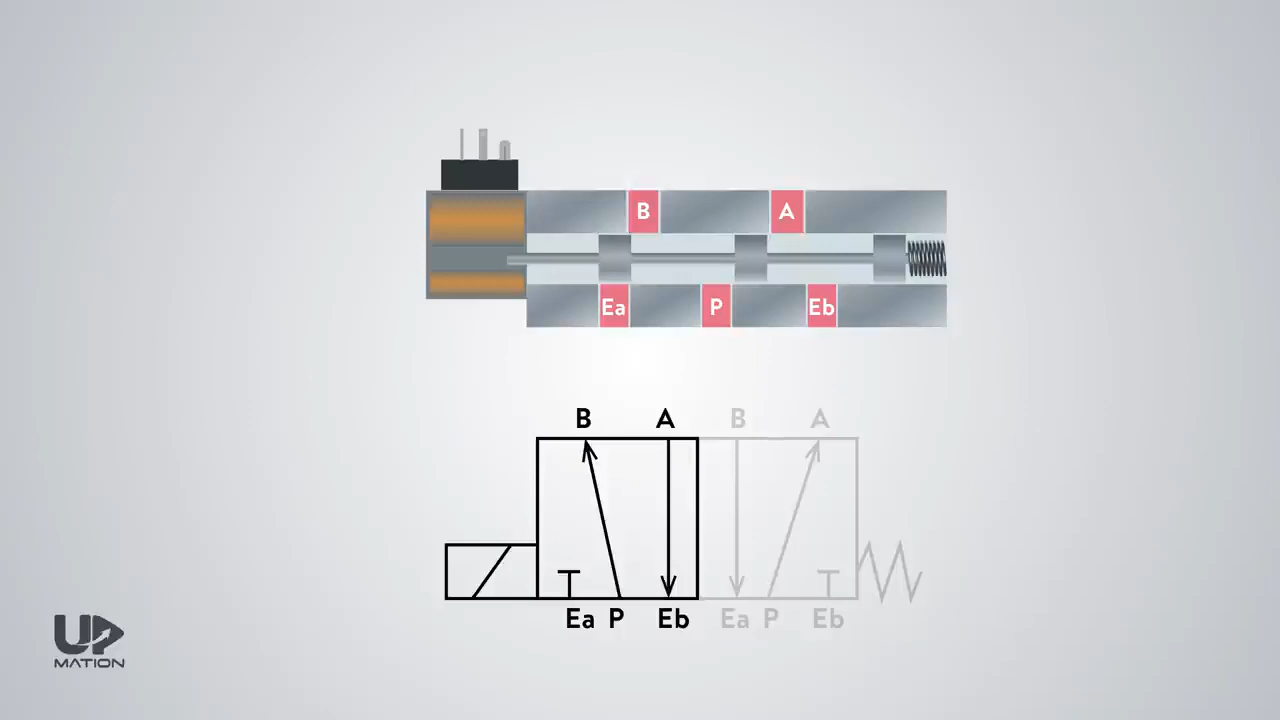 B A
Ea P Eb
B A B A
Ea P Eb Ea P Eb
UP
MATION